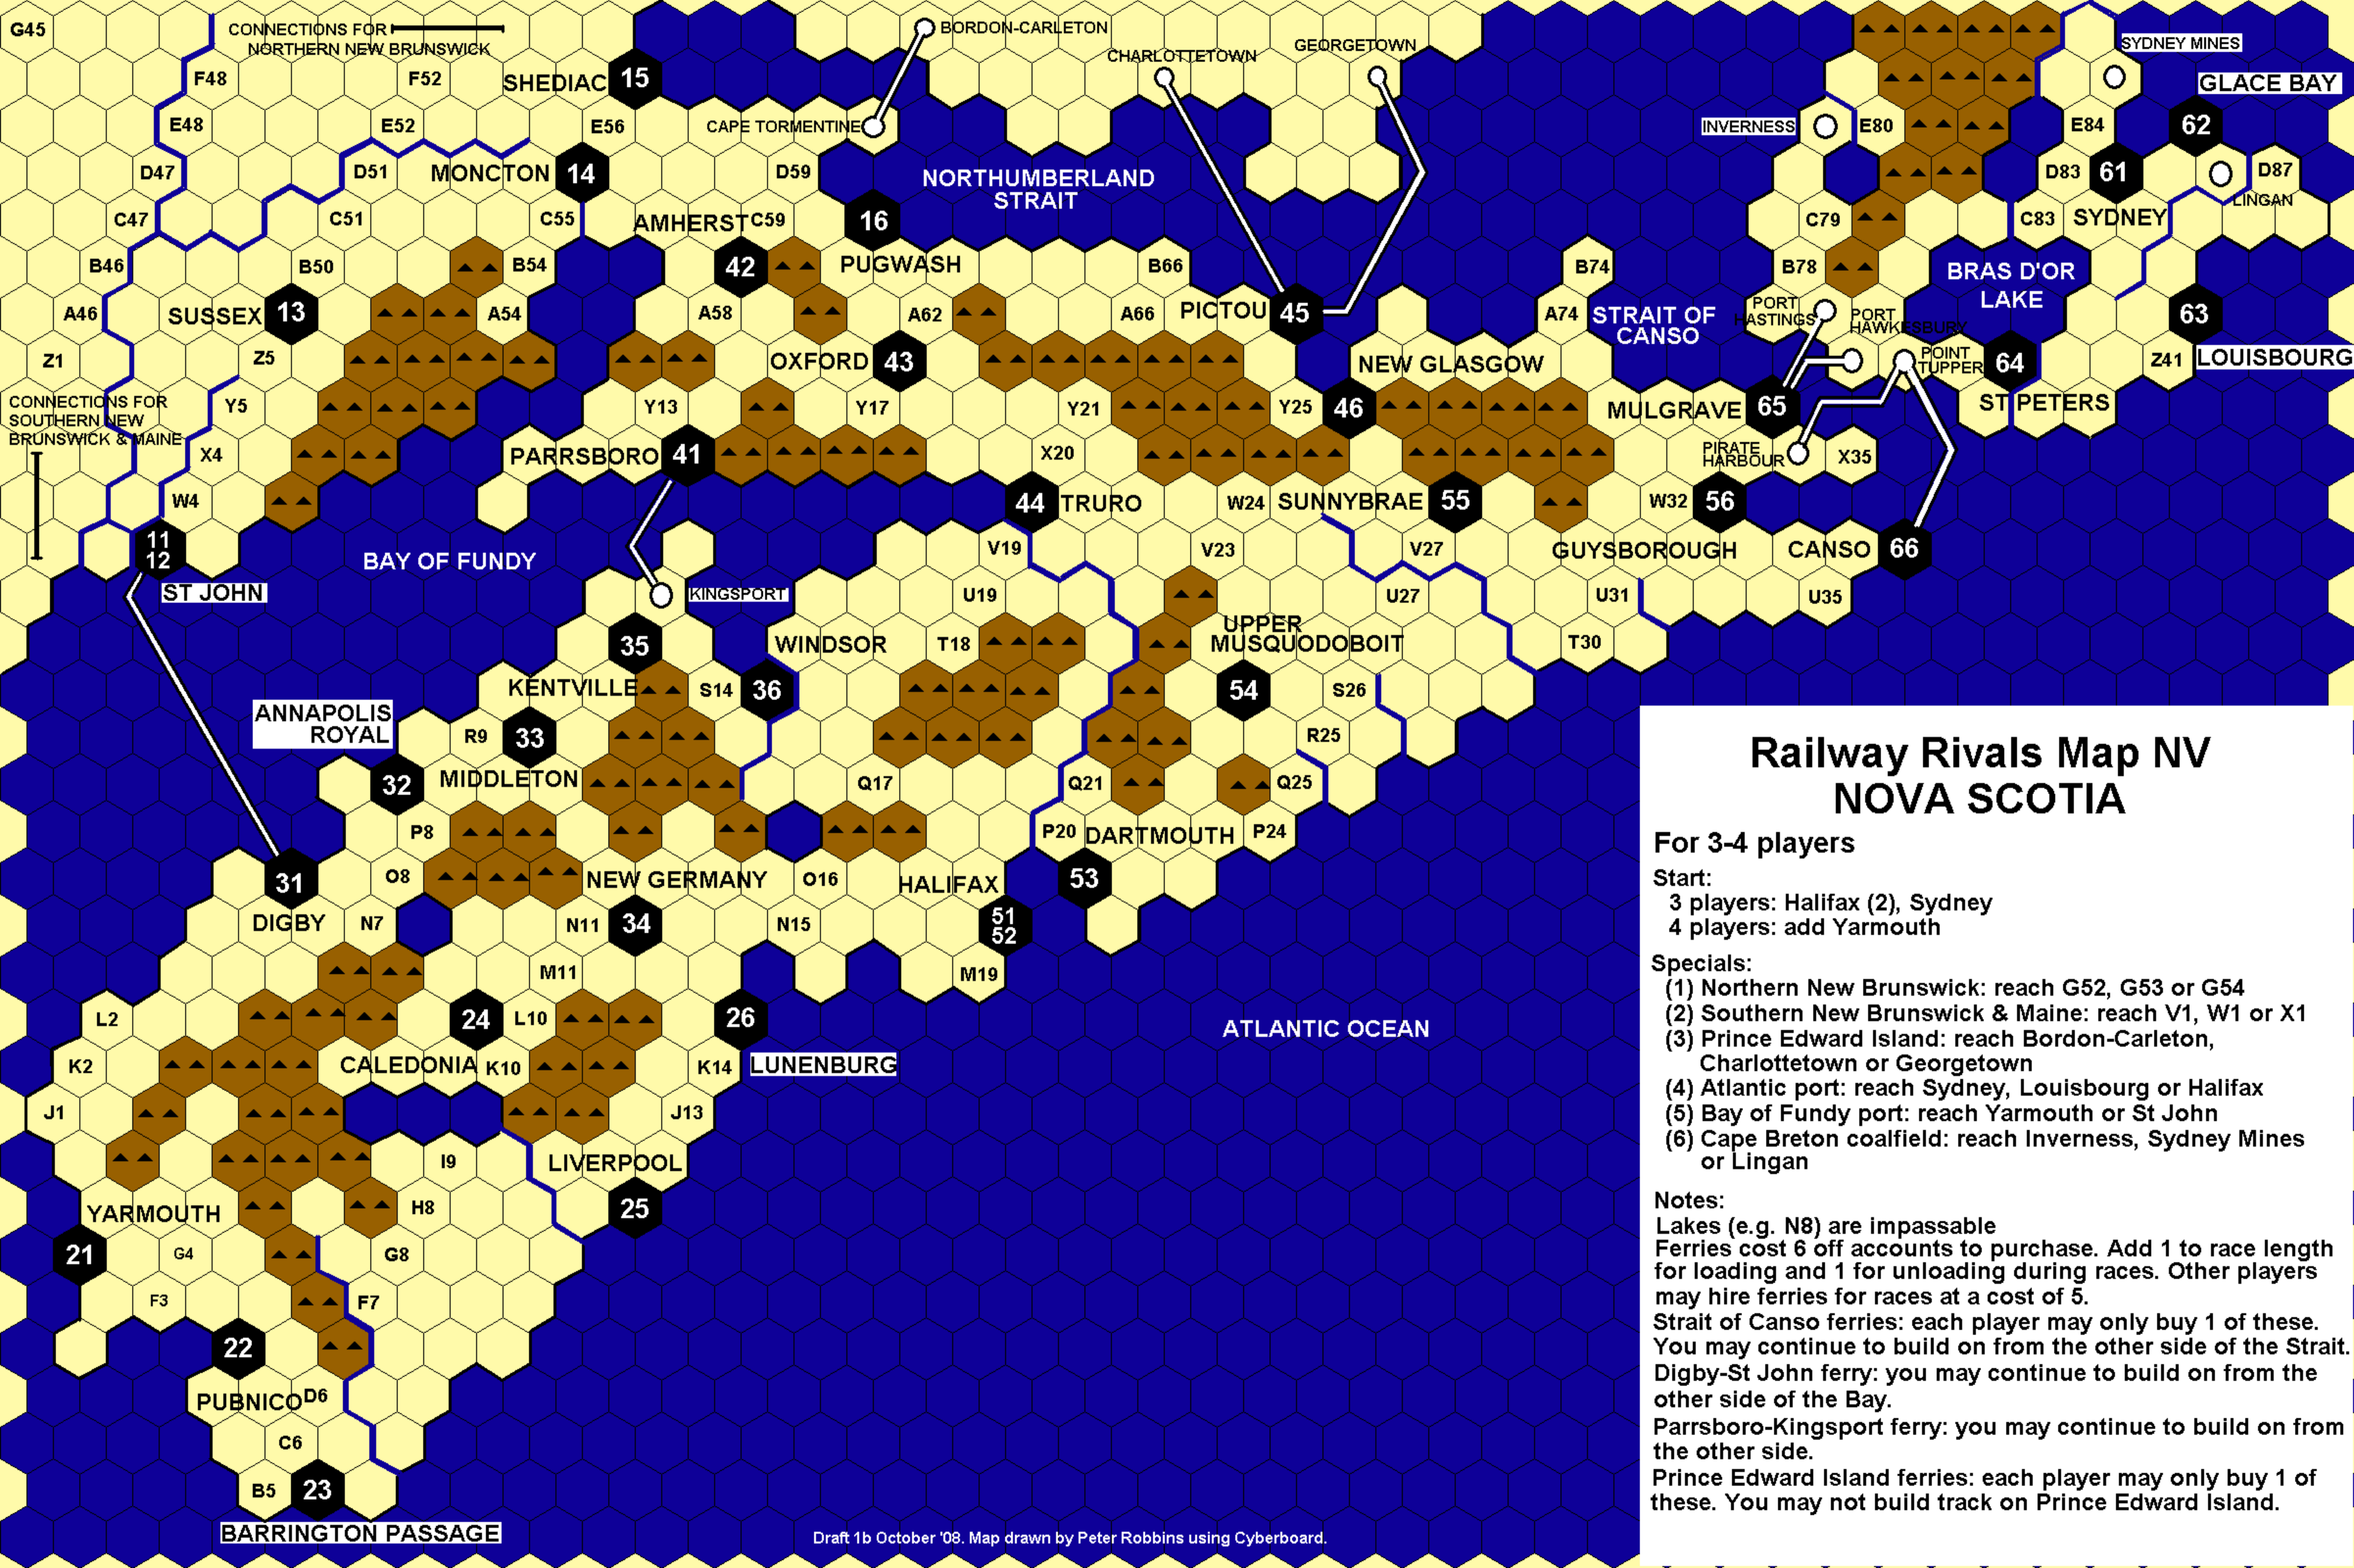 G45
CONNECTIONS FOR
NORTHERN NEW BRUNSWICK
BORDON-CARLETON
CHARLOTTETOWN
GEORGETOWN
SYDNEY MINES
F48
F52
SHEDIAC
15
GLACE BAY
E48
E52
E56
CAPE TORMENTINE
INVERNESS
E80
E84
62
D47
D51
MONCTON
14
D59
NORTHUMBERLAND
STRAIT
D83
61
D87
LINGAN
C47
C51
C55
AMHERST
C59
16
C79
C83
SYDNEY
B46
B50
B54
42
PUGWASH
B66
B74
B78
BRAS D'OR
LAKE
A46
SUSSEX
13
A54
A58
A62
A66
PICTOU
45
A74
STRAIT OF
CANSO
PORT
HASTINGS
PORT
HAWKESBURY
63
Z1
Z5
OXFORD
43
NEW GLASGOW
POINT
TUPPER
64
Z41
LOUISBOURG
CONNECTIONS FOR
SOUTHERN NEW
BRUNSWICK & MAINE
Y5
Y13
Y17
Y21
Y25
46
MULGRAVE
65
ST PETERS
X4
PARRSBORO
41
X20
PIRATE
HARBOUR
X35
W4
44
TRURO
W24
SUNNYBRAE
55
W32
56
11
12
BAY OF FUNDY
V19
V23
V27
GUYSBOROUGH
CANSO
66
ST JOHN
KINGSPORT
U19
U27
U31
U35
35
WINDSOR
T18
UPPER
MUSQUODOBOIT
T30
KENTVILLE
S14
36
54
S26
ANNAPOLIS
ROYAL
R9
33
R25
32
MIDDLETON
Q17
Q21
Q25
P8
P20
DARTMOUTH
P24
31
O8
NEW GERMANY
O16
HALIFAX
53
DIGBY
N7
N11
34
N15
51
52
M11
M19
L2
24
L10
26
ATLANTIC OCEAN
K2
CALEDONIA
K10
K14
LUNENBURG
J1
J13
I9
LIVERPOOL
YARMOUTH
H8
25
21
G4
G8
F3
F7
22
PUBNICO
D6
C6
B5
23
BARRINGTON PASSAGE
Draft 1b October '08. Map drawn by Peter Robbins using Cyberboard.
Railway Rivals Map NV
NOVA SCOTIA
For 3-4 players
Start:
3 players: Halifax (2), Sydney
4 players: add Yarmouth
Specials:
(1) Northern New Brunswick: reach G52, G53 or G54
(2) Southern New Brunswick & Maine: reach V1, W1 or X1
(3) Prince Edward Island: reach Bordon-Carleton,
Charlottetown or Georgetown
(4) Atlantic port: reach Sydney, Louisbourg or Halifax
(5) Bay of Fundy port: reach Yarmouth or St John
(6) Cape Breton coalfield: reach Inverness, Sydney Mines
or Lingan
Notes:
Lakes (e.g. N8) are impassable
Ferries cost 6 off accounts to purchase. Add 1 to race length
for loading and 1 for unloading during races. Other players
may hire ferries for races at a cost of 5.
Strait of Canso ferries: each player may only buy 1 of these.
You may continue to build on from the other side of the Strait.
Digby-St John ferry: you may continue to build on from the
other side of the Bay.
Parrsboro-Kingsport ferry: you may continue to build on from
the other side.
Prince Edward Island ferries: each player may only buy 1 of
these. You may not build track on Prince Edward Island.